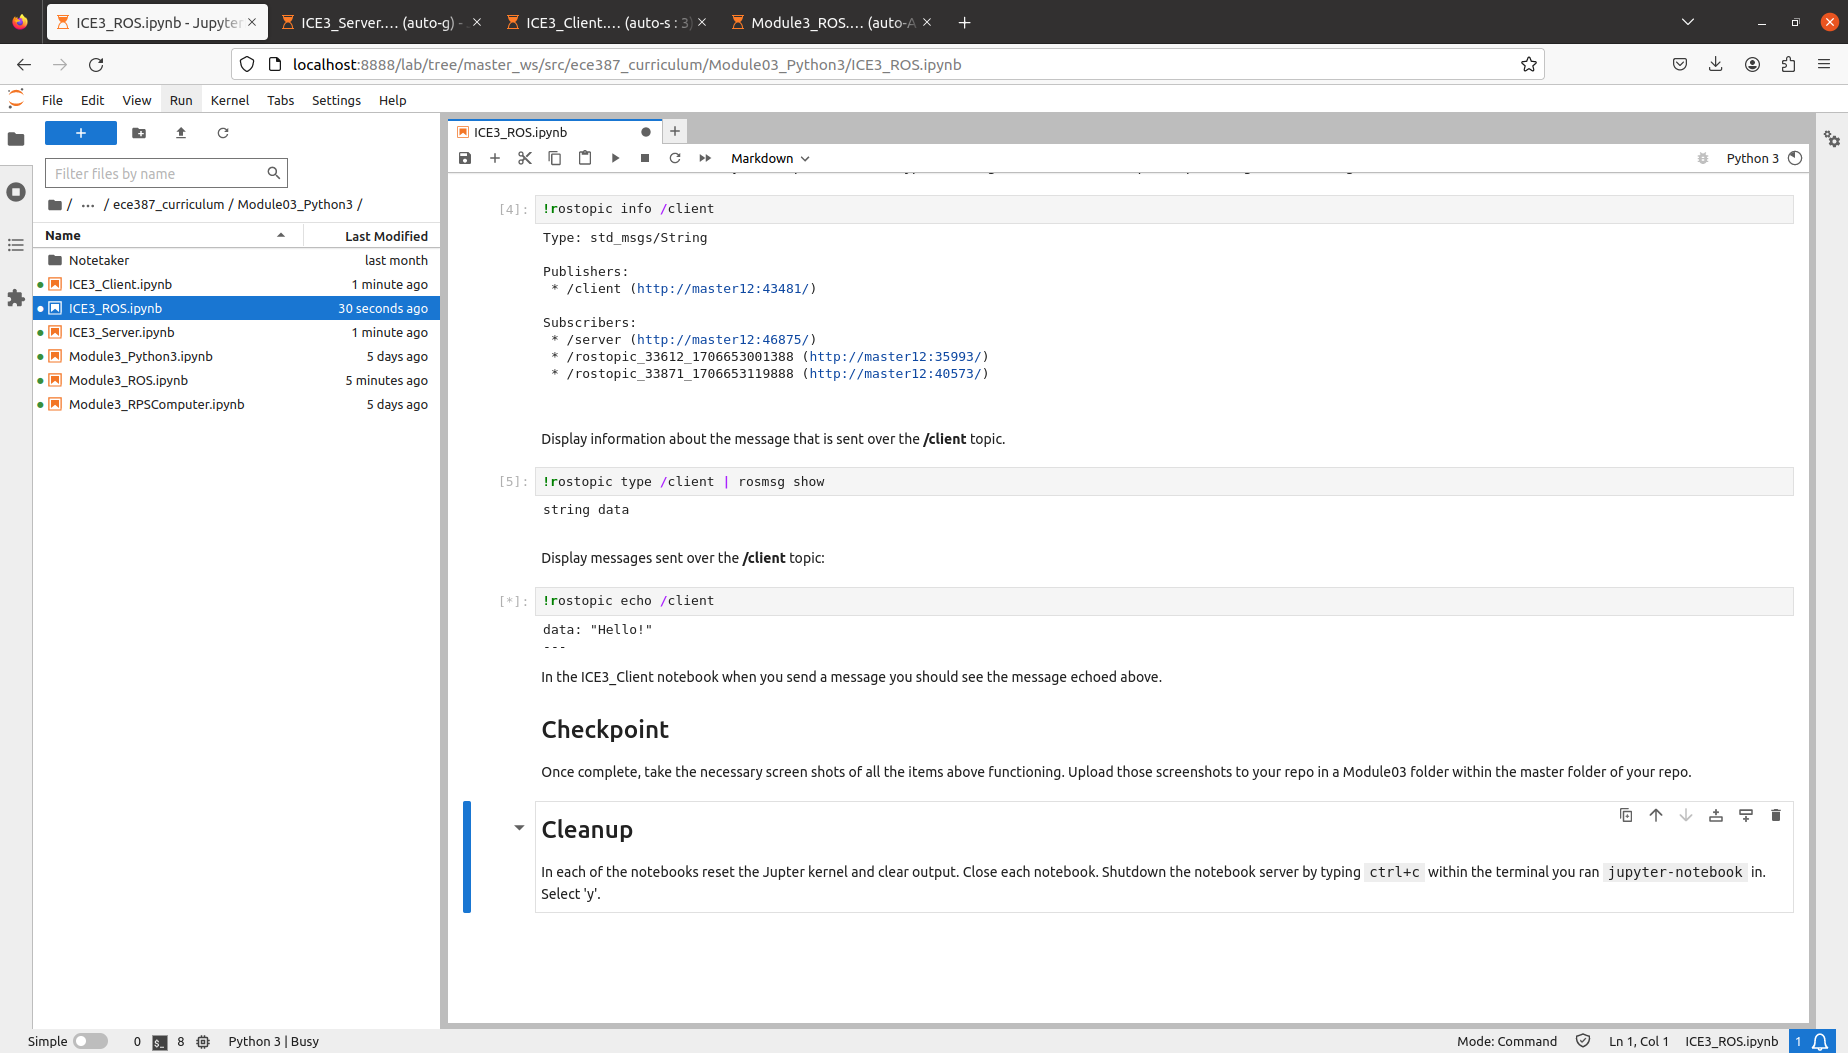 ICE3_ROS.ipynb - Jupyter
ICE3_Server.... (auto-g) -
ICE3_Client.... (auto-s : 3)
Module3_ROS.... (auto-A
localhost:8888/lab/tree/master_ws/src/ece387_curriculum/Module03_Python3/ICE3_ROS.ipynb
File Edit View Run Kernel Tabs Settings Help
Filter files by name
/ ... / ece387_curriculum / Module03_Python3 /
Name Last Modified
Notetaker last month
ICE3_Client.ipynb 1 minute ago
ICE3_ROS.ipynb 30 seconds ago
ICE3_Server.ipynb 1 minute ago
Module3_Python3.ipynb 5 days ago
Module3_ROS.ipynb 5 minutes ago
Module3_RPSComputer.ipynb 5 days ago
ICE3_ROS.ipynb
Markdown
Python 3
[4]: !rostopic info /client
Type: std_msgs/String
Publishers:
* /client (http://master12:43481/)
Subscribers:
* /server (http://master12:46875/)
* /rostopic_33612_1706653001388 (http://master12:35993/)
* /rostopic_33871_1706653119888 (http://master12:40573/)
Display information about the message that is sent over the /client topic.
[5]: !rostopic type /client | rosmsg show
string data
Display messages sent over the /client topic:
[*]: !rostopic echo /client
data: "Hello!"
---
In the ICE3_Client notebook when you send a message you should see the message echoed above.
Checkpoint
Once complete, take the necessary screen shots of all the items above functioning. Upload those screenshots to your repo in a Module03 folder within the master folder of your repo.
Cleanup
In each of the notebooks reset the Jupter kernel and clear output. Close each notebook. Shutdown the notebook server by typing ctrl+c within the terminal you ran jupyter-notebook in.
Select 'y'.
Simple 0 8 Python 3 | Busy
Mode: Command Ln 1, Col 1 ICE3_ROS.ipynb 1